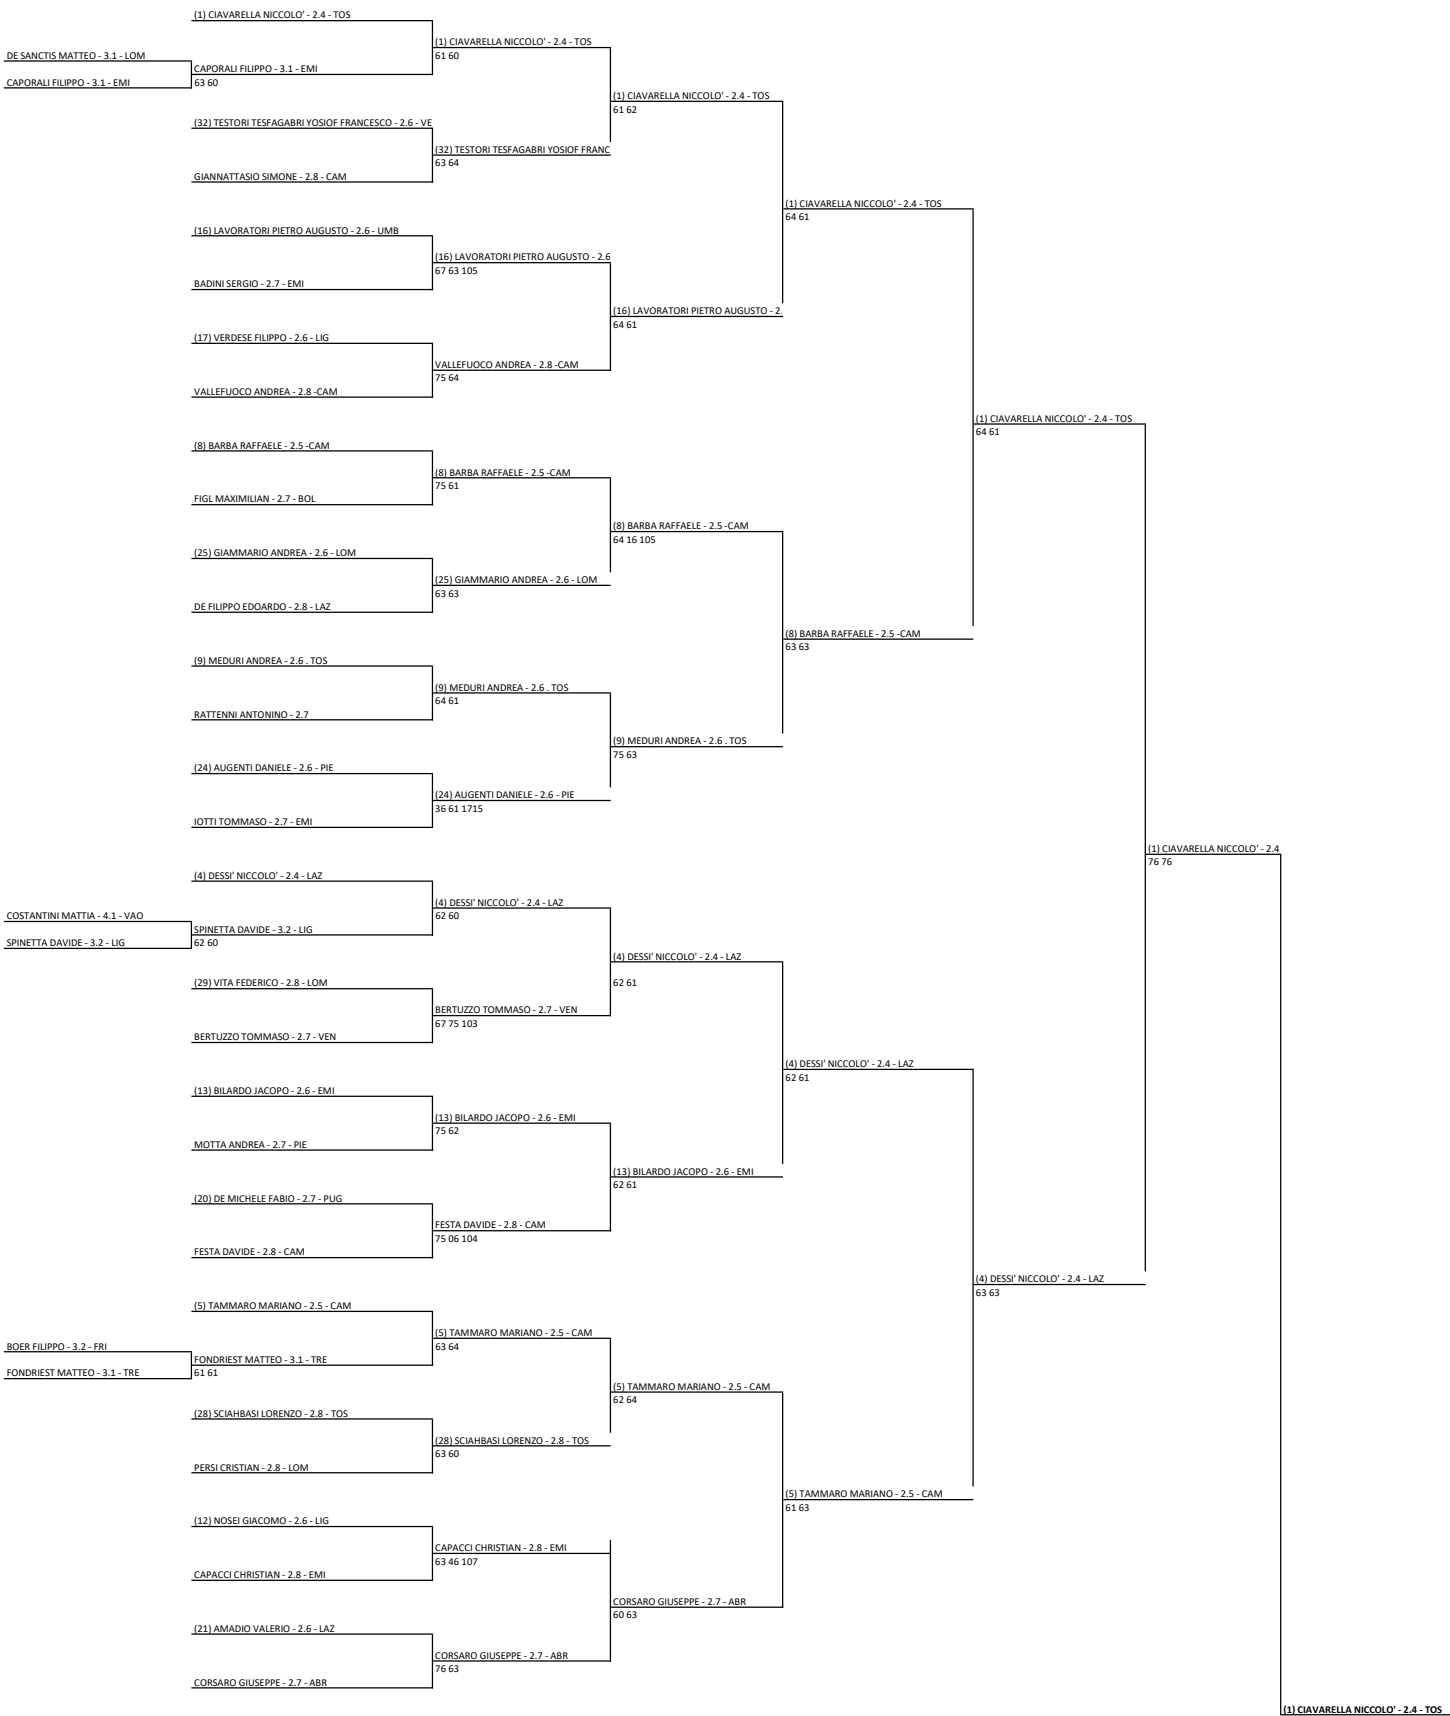 (1) CIAVARELLA NICCOLO' - 2.4 - TOS
(1) CIAVARELLA NICCOLO' - 2.4 - TOS
DE SANCTIS MATTEO - 3.1 - LOM
61 60
CAPORALI FILIPPO - 3.1 - EMI
CAPORALI FILIPPO - 3.1 - EMI
63 60
(1) CIAVARELLA NICCOLO' - 2.4 - TOS
61 62
(32) TESTORI TESFAGABRI YOSIOF FRANCESCO - 2.6 - VE
(32) TESTORI TESFAGABRI YOSIOF FRANC
63 64
GIANNATTASIO SIMONE - 2.8 - CAM
(1) CIAVARELLA NICCOLO' - 2.4 - TOS
64 61
(16) LAVORATORI PIETRO AUGUSTO - 2.6 - UMB
(16) LAVORATORI PIETRO AUGUSTO - 2.6
67 63 105
BADINI SERGIO - 2.7 - EMI
(16) LAVORATORI PIETRO AUGUSTO - 2.
64 61
(17) VERDESE FILIPPO - 2.6 - LIG
VALLEFUOCO ANDREA - 2.8 -CAM
75 64
VALLEFUOCO ANDREA - 2.8 -CAM
(1) CIAVARELLA NICCOLO' - 2.4 - TOS
64 61
(8) BARBA RAFFAELE - 2.5 -CAM
(8) BARBA RAFFAELE - 2.5 -CAM
75 61
FIGL MAXIMILIAN - 2.7 - BOL
(8) BARBA RAFFAELE - 2.5 -CAM
64 16 105
(25) GIAMMARIO ANDREA - 2.6 - LOM
(25) GIAMMARIO ANDREA - 2.6 - LOM
63 63
DE FILIPPO EDOARDO - 2.8 - LAZ
(8) BARBA RAFFAELE - 2.5 -CAM
63 63
(9) MEDURI ANDREA - 2.6 . TOS
(9) MEDURI ANDREA - 2.6 . TOS
64 61
RATTENNI ANTONINO - 2.7
(9) MEDURI ANDREA - 2.6 . TOS
75 63
(24) AUGENTI DANIELE - 2.6 - PIE
(24) AUGENTI DANIELE - 2.6 - PIE
36 61 1715
IOTTI TOMMASO - 2.7 - EMI
(1) CIAVARELLA NICCOLO' - 2.4
76 76
(4) DESSI' NICCOLO' - 2.4 - LAZ
(4) DESSI' NICCOLO' - 2.4 - LAZ
COSTANTINI MATTIA - 4.1 - VAO
62 60
SPINETTA DAVIDE - 3.2 - LIG
SPINETTA DAVIDE - 3.2 - LIG
62 60
(4) DESSI' NICCOLO' - 2.4 - LAZ
62 61
(29) VITA FEDERICO - 2.8 - LOM
BERTUZZO TOMMASO - 2.7 - VEN
67 75 103
BERTUZZO TOMMASO - 2.7 - VEN
(4) DESSI' NICCOLO' - 2.4 - LAZ
62 61
(13) BILARDO JACOPO - 2.6 - EMI
(13) BILARDO JACOPO - 2.6 - EMI
75 62
MOTTA ANDREA - 2.7 - PIE
(13) BILARDO JACOPO - 2.6 - EMI
62 61
(20) DE MICHELE FABIO - 2.7 - PUG
FESTA DAVIDE - 2.8 - CAM
75 06 104
FESTA DAVIDE - 2.8 - CAM
(4) DESSI' NICCOLO' - 2.4 - LAZ
63 63
(5) TAMMARO MARIANO - 2.5 - CAM
(5) TAMMARO MARIANO - 2.5 - CAM
BOER FILIPPO - 3.2 - FRI
63 64
FONDRIEST MATTEO - 3.1 - TRE
FONDRIEST MATTEO - 3.1 - TRE
61 61
(5) TAMMARO MARIANO - 2.5 - CAM
62 64
(28) SCIAHBASI LORENZO - 2.8 - TOS
(28) SCIAHBASI LORENZO - 2.8 - TOS
63 60
PERSI CRISTIAN - 2.8 - LOM
(5) TAMMARO MARIANO - 2.5 - CAM
61 63
(12) NOSEI GIACOMO - 2.6 - LIG
CAPACCI CHRISTIAN - 2.8 - EMI
63 46 107
CAPACCI CHRISTIAN - 2.8 - EMI
CORSARO GIUSEPPE - 2.7 - ABR
60 63
(21) AMADIO VALERIO - 2.6 - LAZ
CORSARO GIUSEPPE - 2.7 - ABR
76 63
CORSARO GIUSEPPE - 2.7 - ABR
(1) CIAVARELLA NICCOLO' - 2.4 - TOS